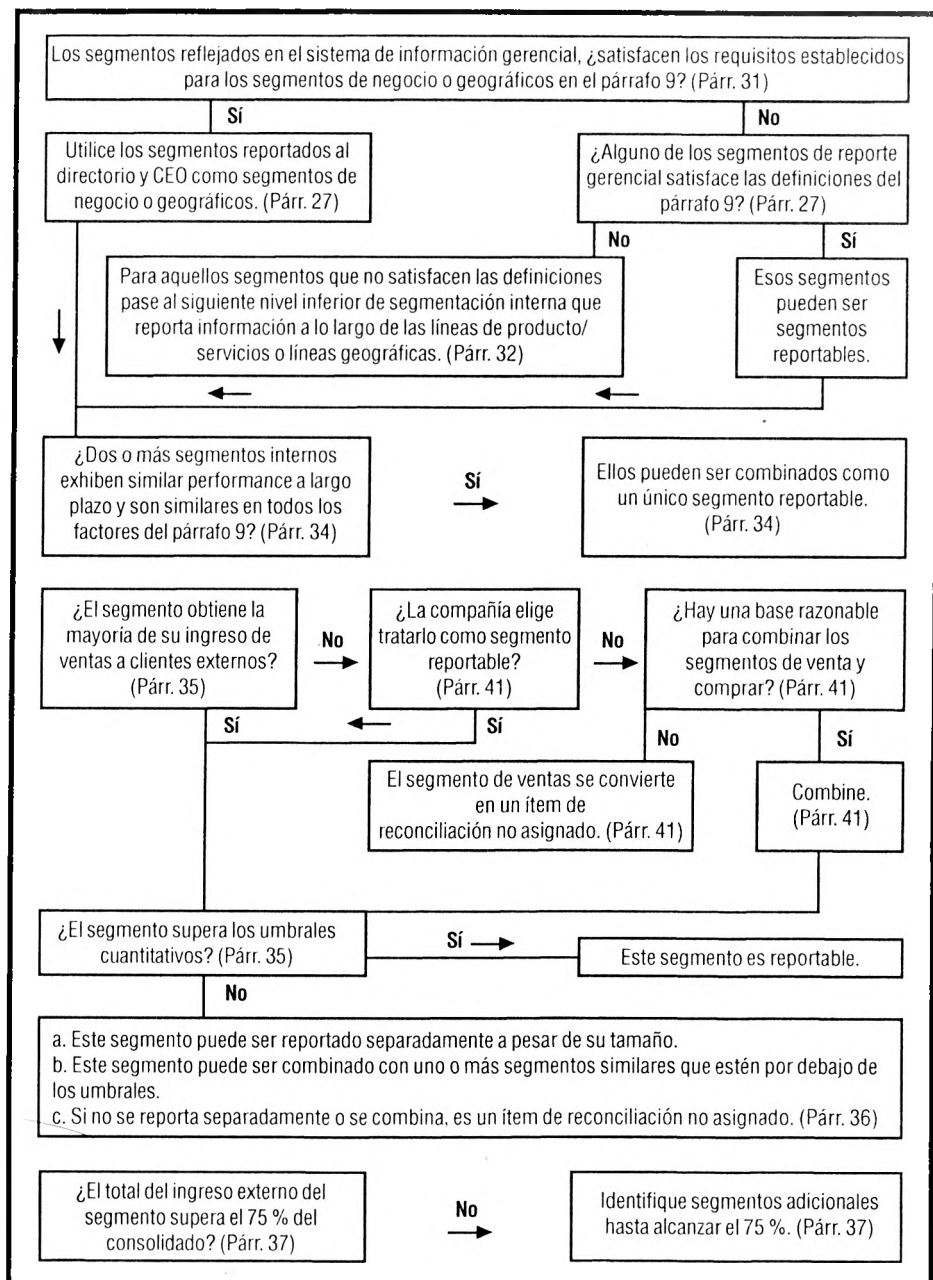 Los segmentos reflejados en el sistema de información gerencial, ¿satisfacen los requisitos establecidos
para los segmentos de negocio o geográficos en el párrafo 9? (Párr. 31)
Sí
No
Utilice los segmentos reportados al
directorio y CEO como segmentos de
negocio o geográficos. (Párr. 27)
¿Alguno de los segmentos de reporte
gerencial satisface las definiciones del
párrafo 9? (Párr. 27)
No
Sí
Para aquellos segmentos que no satisfacen las definiciones
pase al siguiente nivel inferior de segmentación interna que
reporta información a lo largo de las líneas de producto/
servicios o líneas geográficas. (Párr. 32)
Esos segmentos
pueden ser
segmentos
reportables.
¿Dos o más segmentos internos
exhiben similar performance a largo
plazo y son similares en todos los
factores del párrafo 9? (Párr. 34)
Sí
Ellos pueden ser combinados como
un único segmento reportable.
(Párr. 34)
¿El segmento obtiene la
mayoría de su ingreso de
ventas a clientes externos?
(Párr. 35)
No
¿La compañía elige
tratarlo como segmento
reportable?
(Párr. 41)
No
¿Hay una base razonable
para combinar los
segmentos de venta y
comprar? (Párr. 41)
Sí
Sí
No
Sí
El segmento de ventas se convierte
en un ítem de
reconciliación no asignado. (Párr. 41)
Combine.
(Párr. 41)
¿El segmento supera los umbrales
cuantitativos? (Párr. 35)
Sí
Este segmento es reportable.
No
a. Este segmento puede ser reportado separadamente a pesar de su tamaño.
b. Este segmento puede ser combinado con uno o más segmentos similares que estén por debajo de
los umbrales.
c. Si no se reporta separadamente o se combina, es un ítem de reconciliación no asignado. (Párr. 36)
¿El total del ingreso externo del
segmento supera el 75 % del
consolidado? (Párr. 37)
No
Identifique segmentos adicionales
hasta alcanzar el 75 %. (Párr. 37)